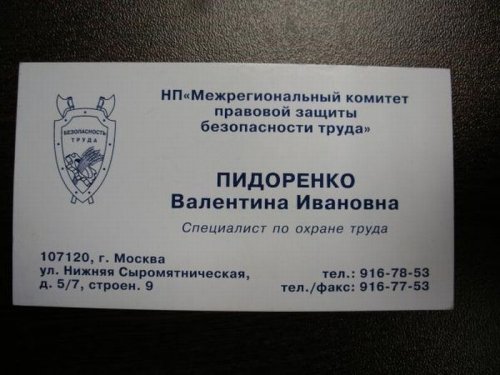 НП«Межрегиональный комитет
правовой защиты
безопасности труда»
БЕЗОПАСНОСТЬ
ТРУДА
ПИДОРЕНКО
Валентина Ивановна
Специалист по охране труда
107120, г. Москва
ул. Нижняя Сыромятническая,
д. 5/7, строен. 9
тел.: 916-78-53
тел./факс: 916-77-53